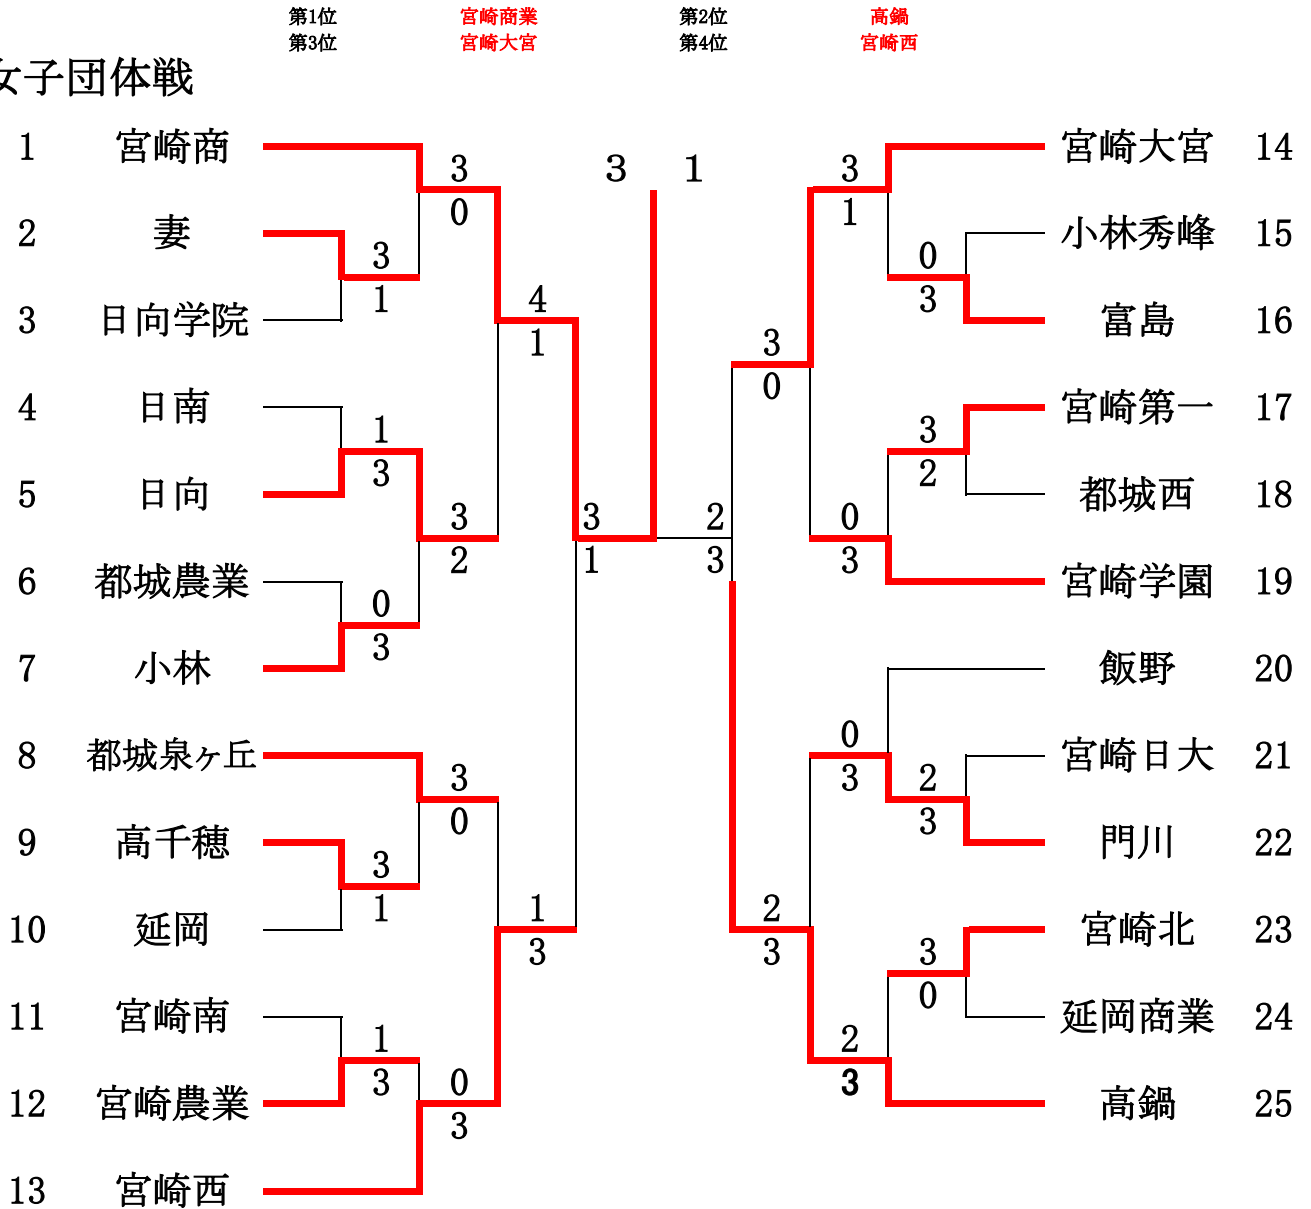 第1位 宮崎商業 第2位 高鍋
第3位 宮崎大宮 第4位 宮崎西
女子団体戦
1 宮崎商 宮崎大宮 14
3 3 1 3
0 1
2 妻 小林秀峰 15
3 0
1 3
3 日向学院 富島 16
4
1
3
0
4 日南 宮崎第一 17
1 3
3 2
5 日向 都城西 18
3 3 2 0
2 1 3 3
6 都城農業 宮崎学園 19
0
3
7 小林 飯野 20
8 都城泉ヶ丘 宮崎日大 21
0
3 3 2
0 3
9 高千穂 門川 22
3
1
10 延岡 宮崎北 23
1 2
3 3 3
0
11 宮崎南 延岡商業 24
1 2
3 0 3
12 宮崎農業 高鍋 25
3
13 宮崎西